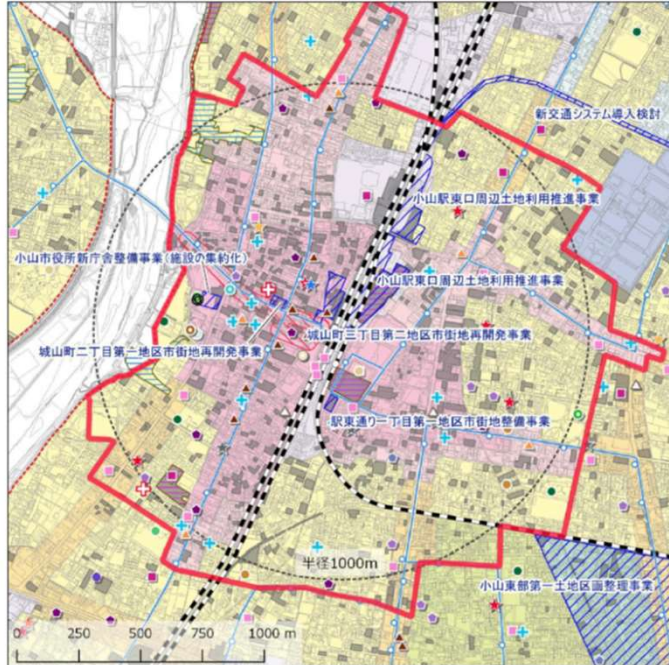 新交通システム導入検討
小山駅東口周辺土地利用推進事業
小山市役所新庁舎整備事業(施設の集約化)
小山駅東口周辺土地利用推進事業
城山町三丁目第二地区市街地再開発事業
城山町二丁目第一地区市街地再開発事業
駅東通り一丁目第一地区市街地整備事業
半径1000m
小山東部第一土地区画整理事業
0 250 500 750 1000 m